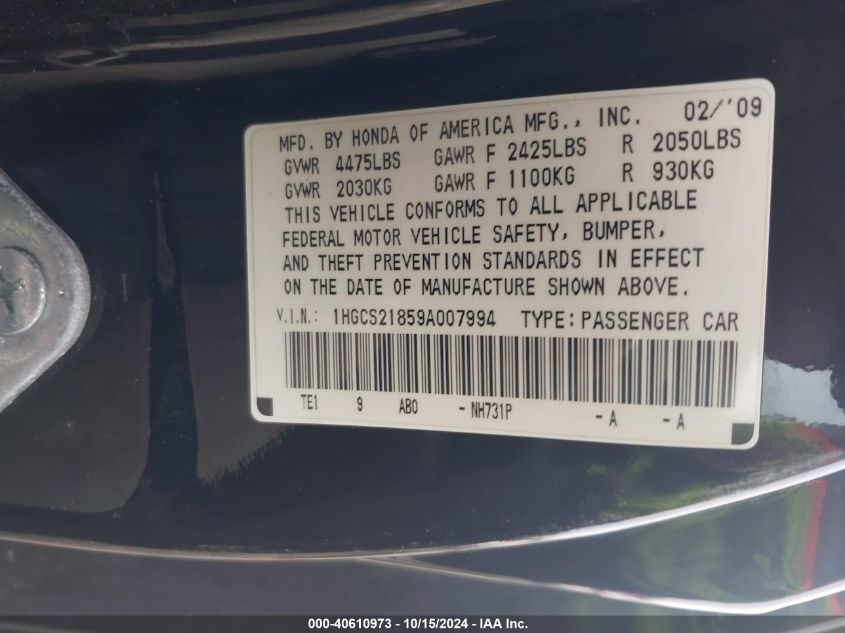 02/'09
MFD. BY HONDA OF AMERICA MFG., INC.
GVWR 4475LBS GAWR F 2425LBS R 2050LBS
GVWR 2030KG GAWR F 1100KG R 930KG
THIS VEHICLE CONFORMS TO ALL APPLICABLE
FEDERAL MOTOR VEHICLE SAFETY, BUMPER,
AND THEFT PREVENTION STANDARDS IN EFFECT
ON THE DATE OF MANUFACTURE SHOWN ABOVE.
V.I.N.: 1HGCS21859A007994 TYPE: PASSENGER CAR
TE1 9 AB0 - NH731P - A - A
000-40610973 - 10/15/2024 - IAA Inc.